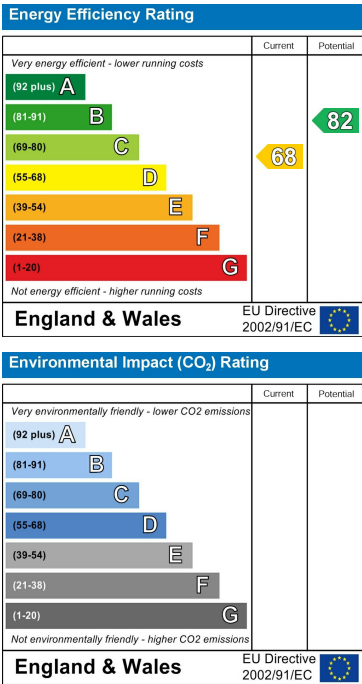 Energy Efficiency Rating
Current Potential
Very energy efficient - lower running costs
(92 plus) A
(81-91) B
82
(69-80) C
68
(55-68) D
(39-54) E
(21-38) F
(1-20) G
Not energy efficient - higher running costs
England & Wales
EU Directive
2002/91/EC
Environmental Impact (CO₂) Rating
Current Potential
Very environmentally friendly - lower CO2 emissions
(92 plus) A
(81-91) B
(69-80) C
(55-68) D
(39-54) E
(21-38) F
(1-20) G
Not environmentally friendly - higher CO2 emissions
England & Wales
EU Directive
2002/91/EC